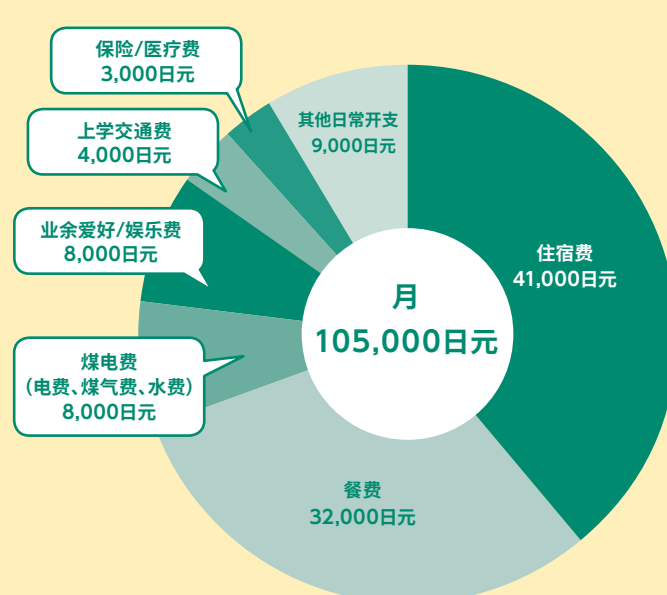 保险/医疗费
3,000日元
上学交通费
4,000日元
业余爱好/娱乐费
8,000日元
煤电费
（电费、煤气费、水费）
8,000日元
其他日常开支
9,000日元
住宿费
41,000日元
月
105,000日元
餐费
32,000日元